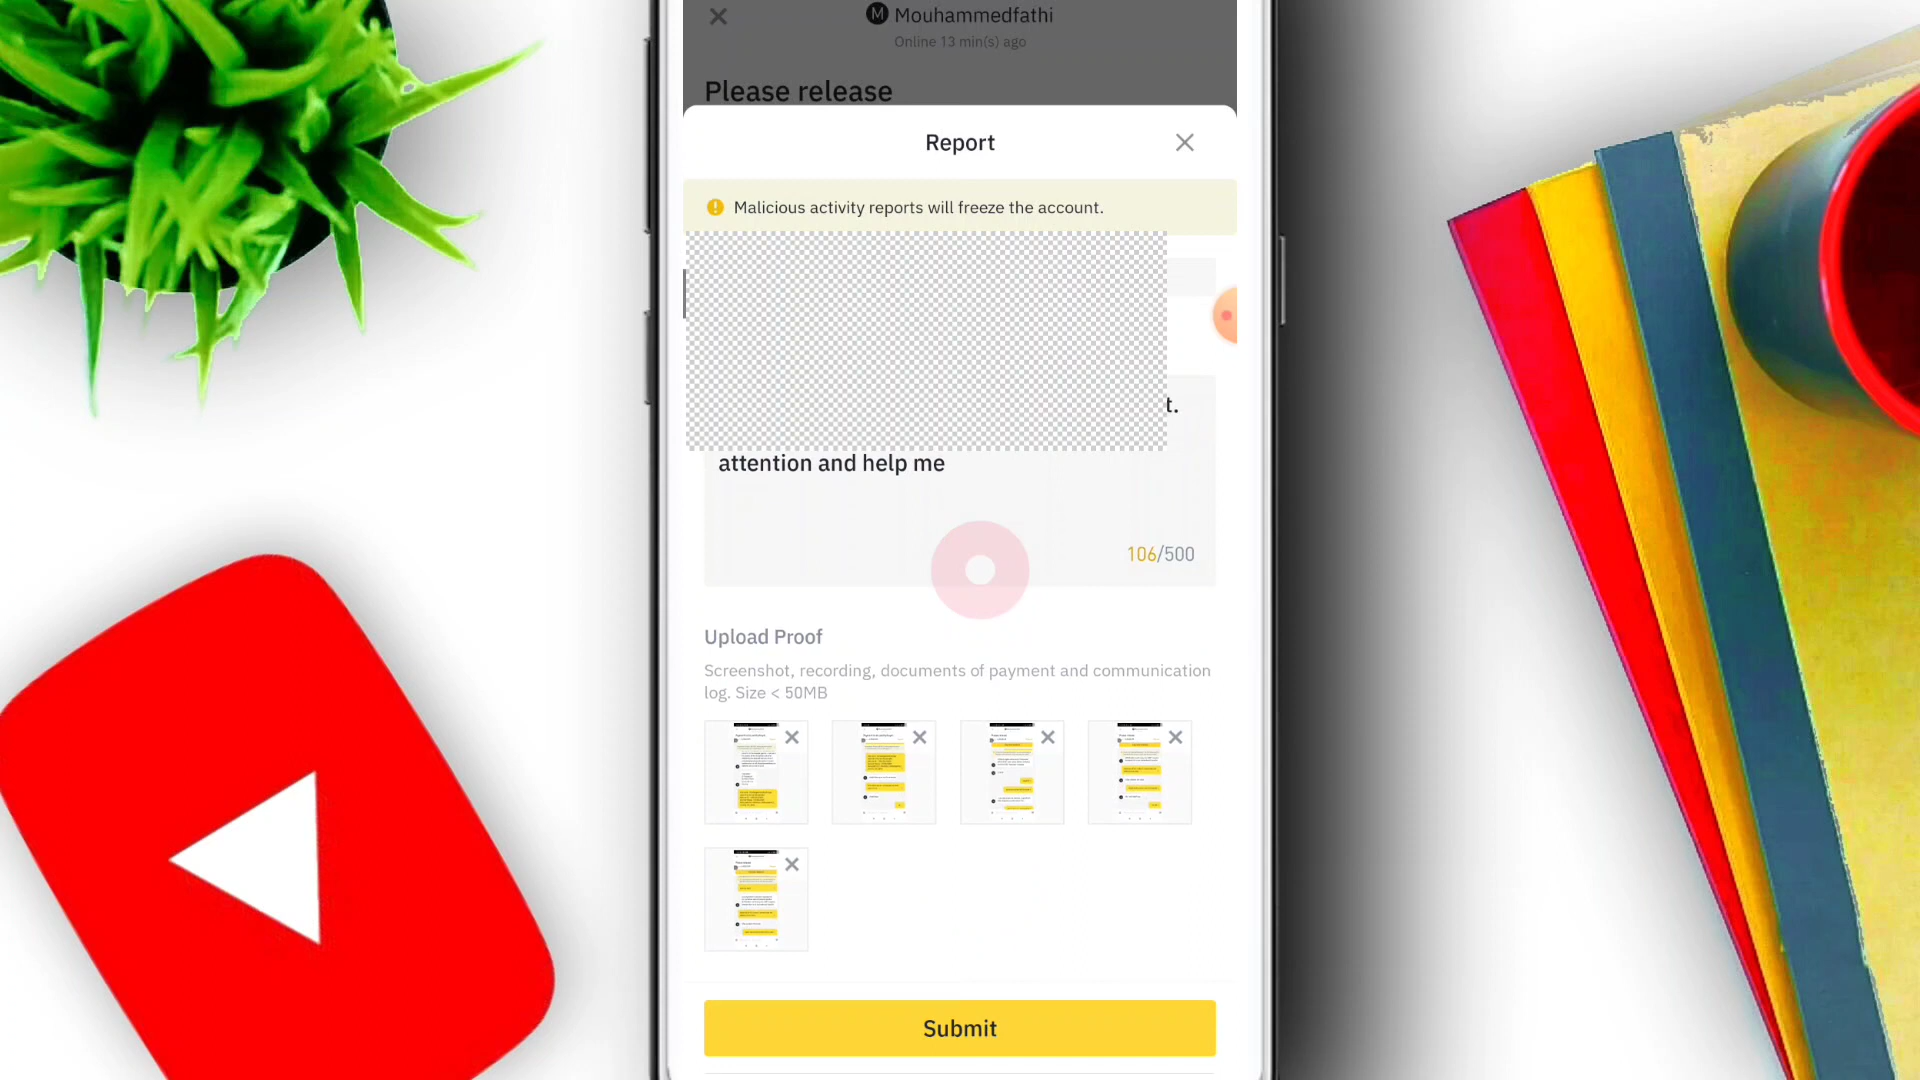 M Mouhammedfathi
Online 13 min(s) ago
Please release
Report
Malicious activity reports will freeze the account.
t.
attention and help me
106/500
Upload Proof
Screenshot, recording, documents of payment and communication
log. Size < 50MB
Submit